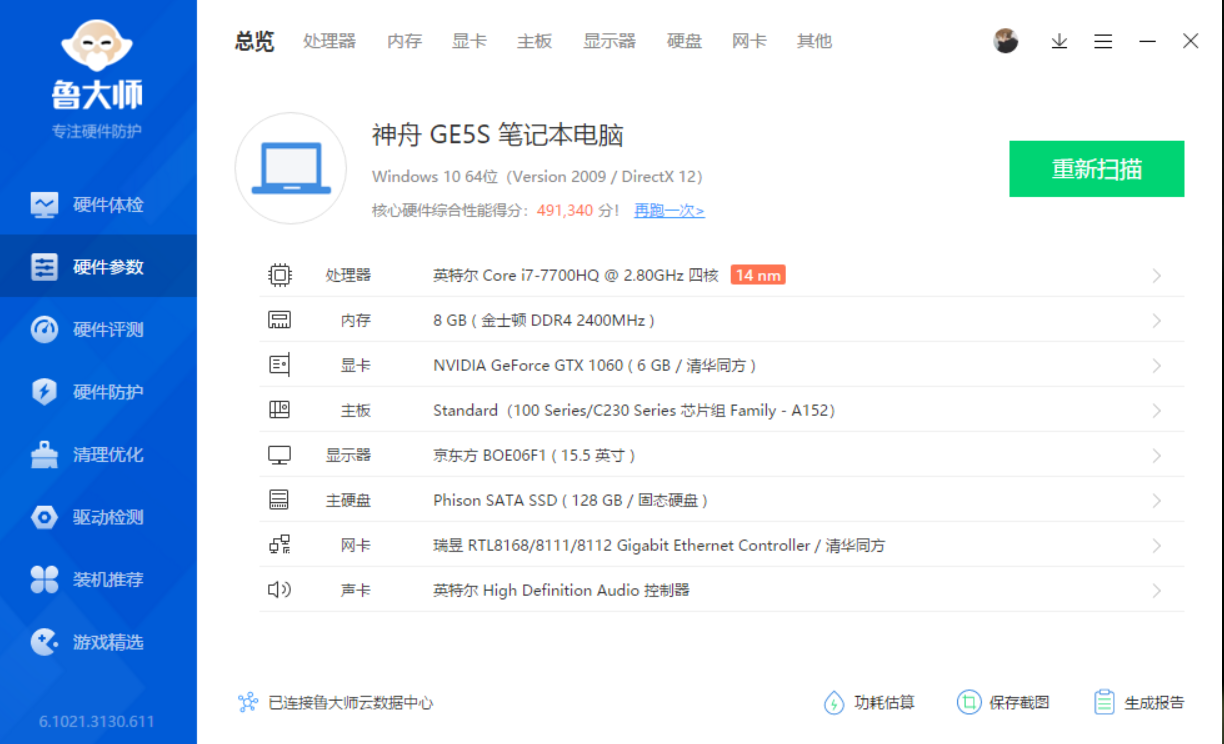 鲁大师
专注硬件防护
硬件体检
硬件参数
硬件评测
硬件防护
清理优化
驱动检测
装机推荐
游戏精选
6.1021.3130.611
总览 处理器 内存 显卡 主板 显示器 硬盘 网卡 其他
神舟 GE5S 笔记本电脑
Windows 10 64位（Version 2009 / DirectX 12）
核心硬件综合性能得分：491,340 分！ 再跑一次>
重新扫描
处理器 英特尔 Core i7-7700HQ @ 2.80GHz 四核 14 nm
内存 8 GB ( 金士顿 DDR4 2400MHz )
显卡 NVIDIA GeForce GTX 1060 ( 6 GB / 清华同方 )
主板 Standard（100 Series/C230 Series 芯片组 Family - A152）
显示器 京东方 BOE06F1 ( 15.5 英寸 )
主硬盘 Phison SATA SSD ( 128 GB / 固态硬盘 )
网卡 瑞昱 RTL8168/8111/8112 Gigabit Ethernet Controller / 清华同方
声卡 英特尔 High Definition Audio 控制器
已连接鲁大师云数据中心 功耗估算 保存截图 生成报告